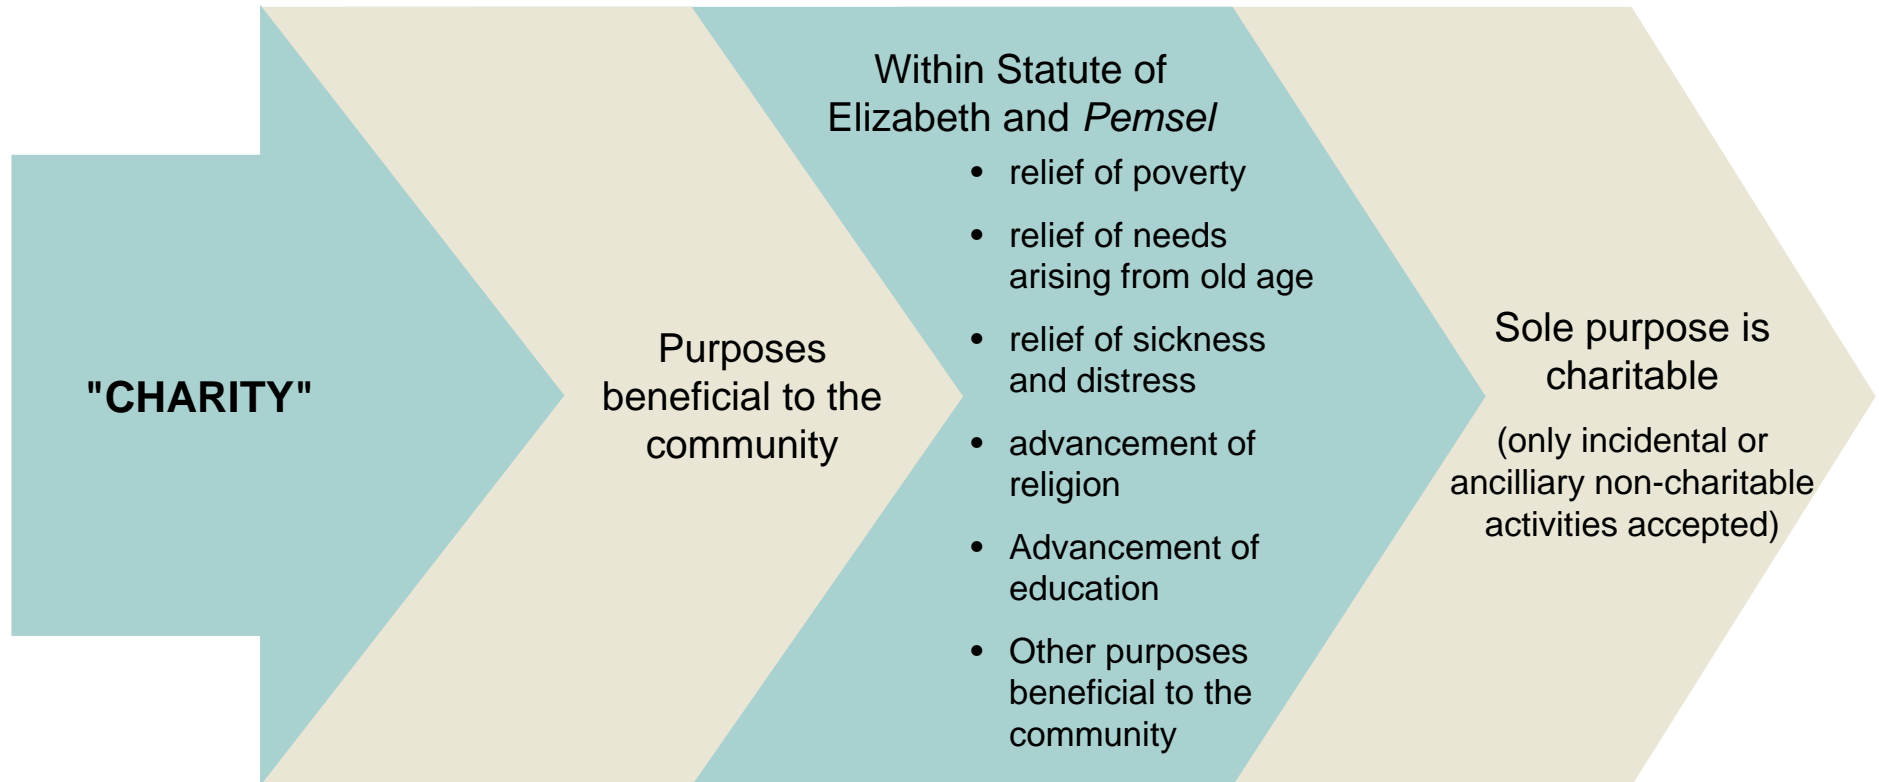 "CHARITY"
Purposes
beneficial to the
community
Within Statute of
Elizabeth and Pemsel
• relief of poverty
• relief of needs
arising from old age
• relief of sickness
and distress
• advancement of
religion
• Advancement of
education
• Other purposes
beneficial to the
community
Sole purpose is
charitable
(only incidental or
ancilliary non-charitable
activities accepted)